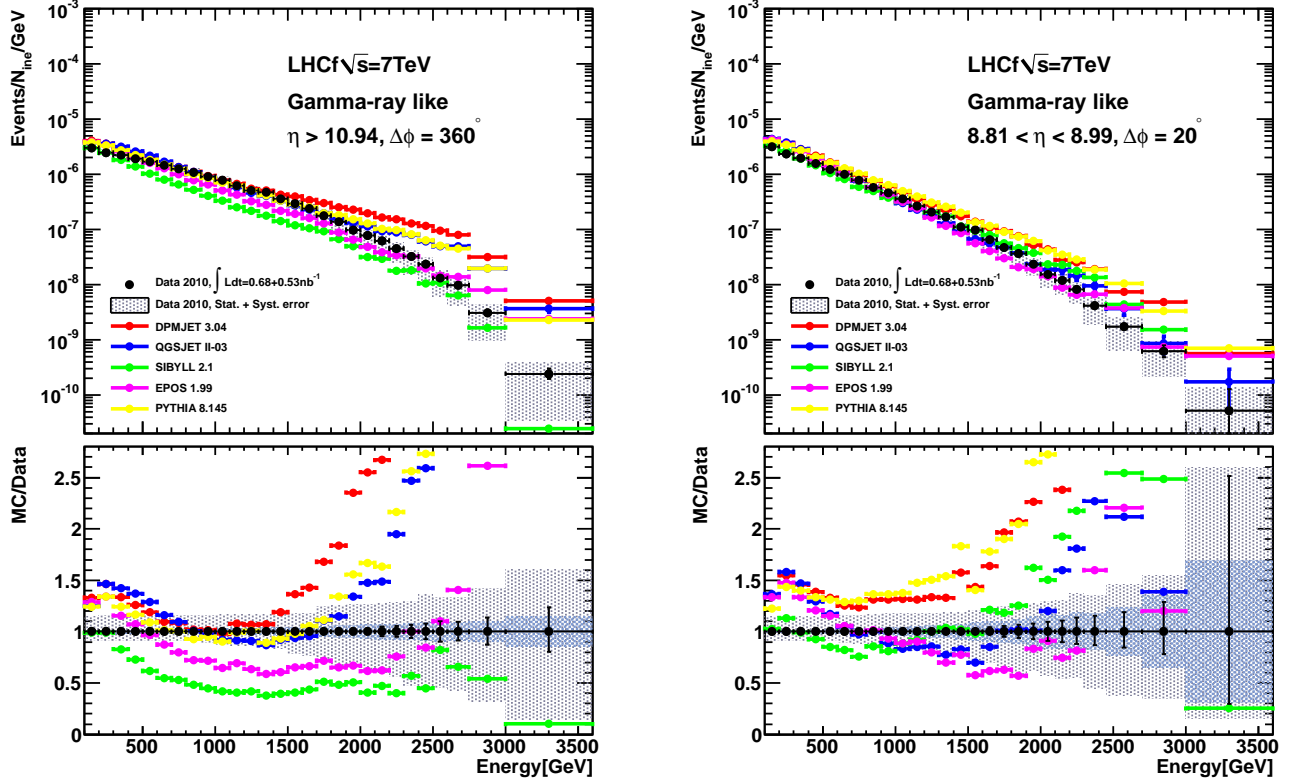 Events/N_ine/GeV
10^-3
10^-4
10^-5
10^-6
10^-7
10^-8
10^-9
10^-10
LHCf √s=7TeV
Gamma-ray like
η > 10.94, Δϕ = 360°
Data 2010, ∫ Ldt=0.68+0.53nb^-1
Data 2010, Stat. + Syst. error
DPMJET 3.04
QGSJET II-03
SIBYLL 2.1
EPOS 1.99
PYTHIA 8.145
MC/Data
2.5
2
1.5
1
0.5
0
500 1000 1500 2000 2500 3000 3500
Energy[GeV]
Events/N_ine/GeV
10^-3
10^-4
10^-5
10^-6
10^-7
10^-8
10^-9
10^-10
LHCf √s=7TeV
Gamma-ray like
8.81 < η < 8.99, Δϕ = 20°
Data 2010, ∫ Ldt=0.68+0.53nb^-1
Data 2010, Stat. + Syst. error
DPMJET 3.04
QGSJET II-03
SIBYLL 2.1
EPOS 1.99
PYTHIA 8.145
MC/Data
2.5
2
1.5
1
0.5
0
500 1000 1500 2000 2500 3000 3500
Energy[GeV]